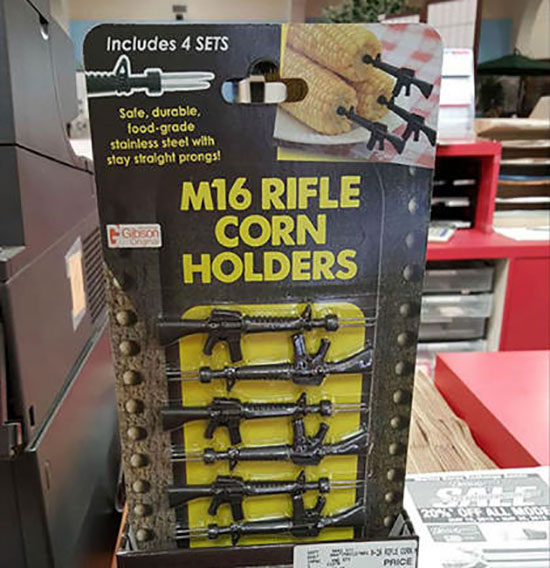 Includes 4 SETS
Safe, durable,
food-grade
stainless steel with
stay straight prongs!
M16 RIFLE
CORN
HOLDERS
Gibson
PRICE
SALE
20% OFF ALL MODE